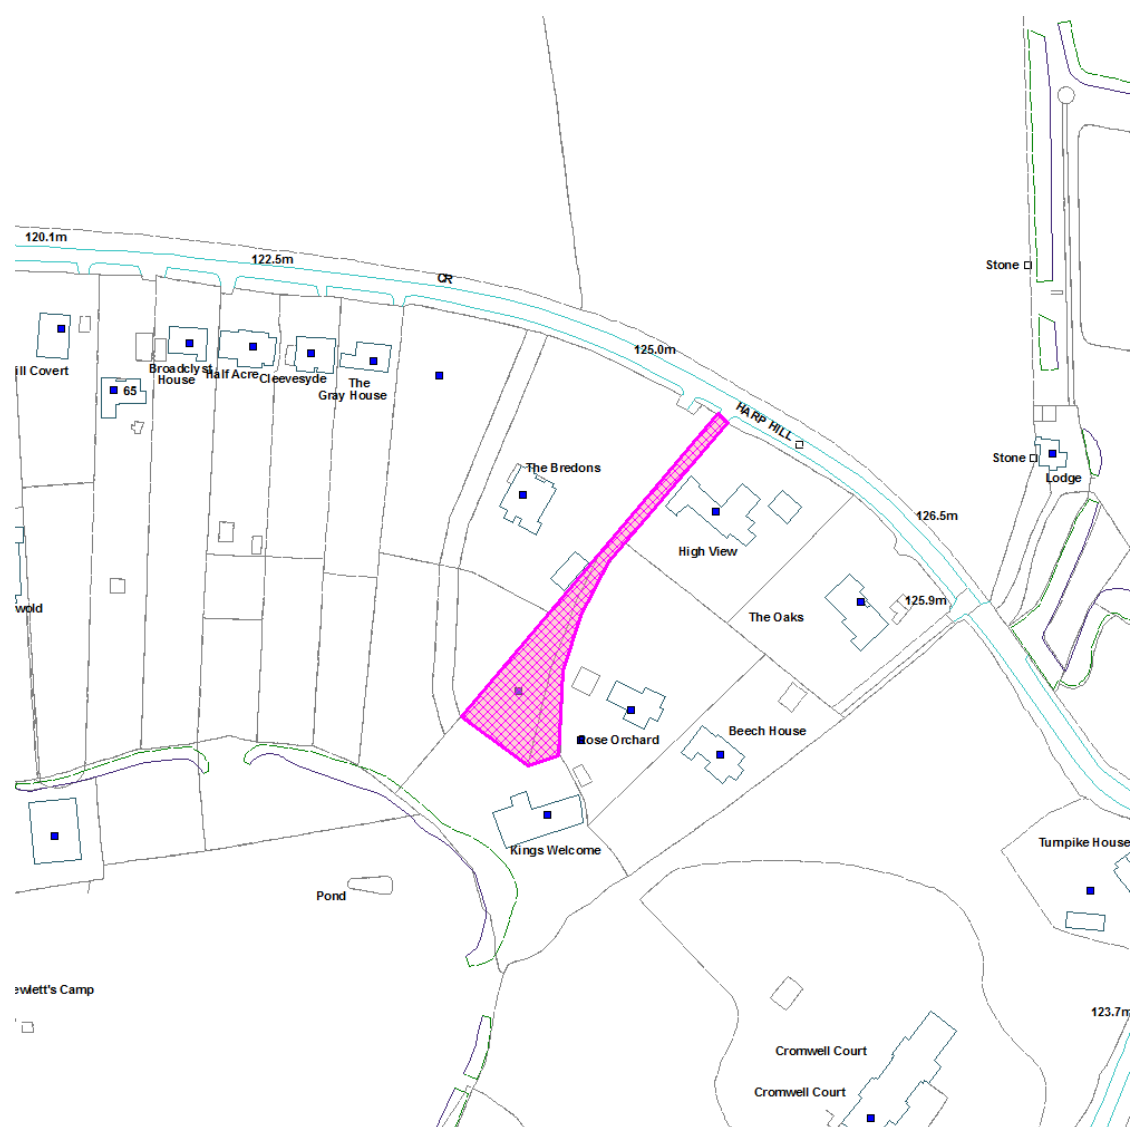 120.1m
122.5m
CR
Stone
125.0m
HARP HILL
ill Covert
Broadclyst
House
Half Acre
Cleevesyde
The
Gray House
65
Stone
Lodge
The Bredons
126.5m
High View
125.9m
wold
The Oaks
Rose Orchard
Beech House
Kings Welcome
Turnpike House
Pond
ewlett's Camp
123.7m
Cromwell Court
Cromwell Court